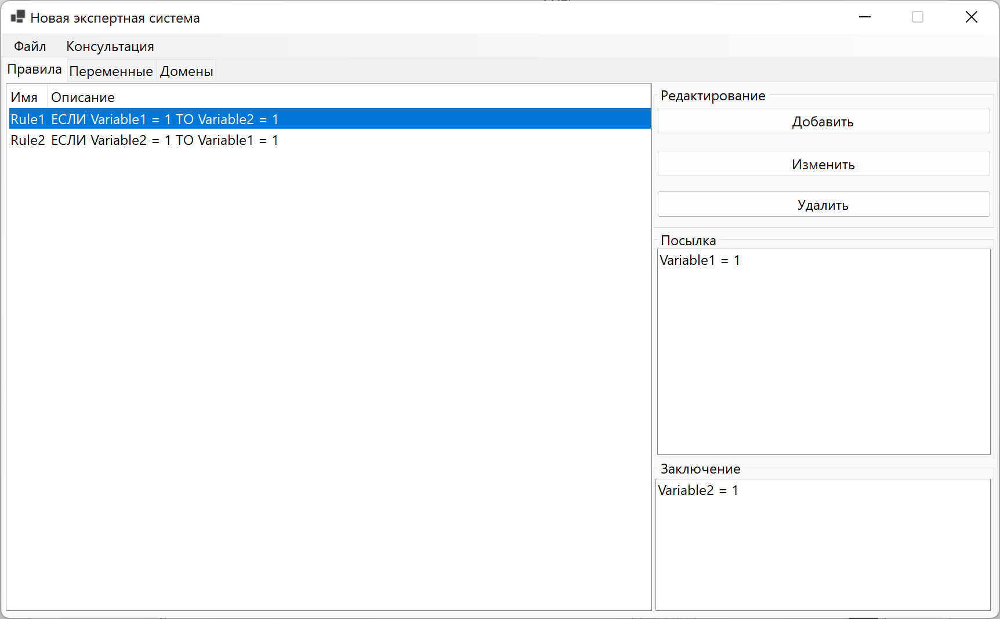 Новая экспертная система
Файл Консультация
Правила Переменные Домены
Имя Описание
Rule1 ЕСЛИ Variable1 = 1 ТО Variable2 = 1
Rule2 ЕСЛИ Variable2 = 1 ТО Variable1 = 1
Редактирование
Добавить
Изменить
Удалить
Посылка
Variable1 = 1
Заключение
Variable2 = 1